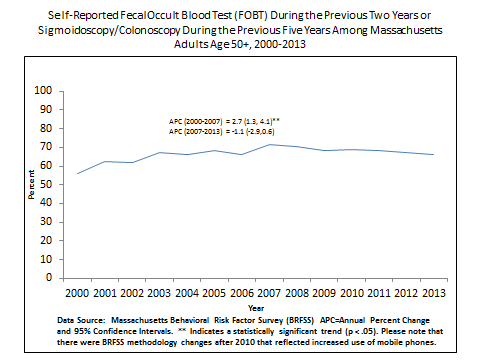 Self-Reported Fecal Occult Blood Test (FOBT) During the Previous Two Years or
Sigmoidoscopy/Colonoscopy During the Previous Five Years Among Massachusetts
Adults Age 50+, 2000-2013
APC (2000-2007) = 2.7 (1.3, 4.1)**
APC (2007-2013) = -1.1 (-2.9,0.6)
Percent
100
90
80
70
60
50
40
30
20
10
0
2000 2001 2002 2003 2004 2005 2006 2007 2008 2009 2010 2011 2012 2013
Year
Data Source: Massachusetts Behavioral Risk Factor Survey (BRFSS) APC=Annual Percent Change
and 95% Confidence Intervals. ** Indicates a statistically significant trend (p < .05). Please note that
there were BRFSS methodology changes after 2010 that reflected increased use of mobile phones.